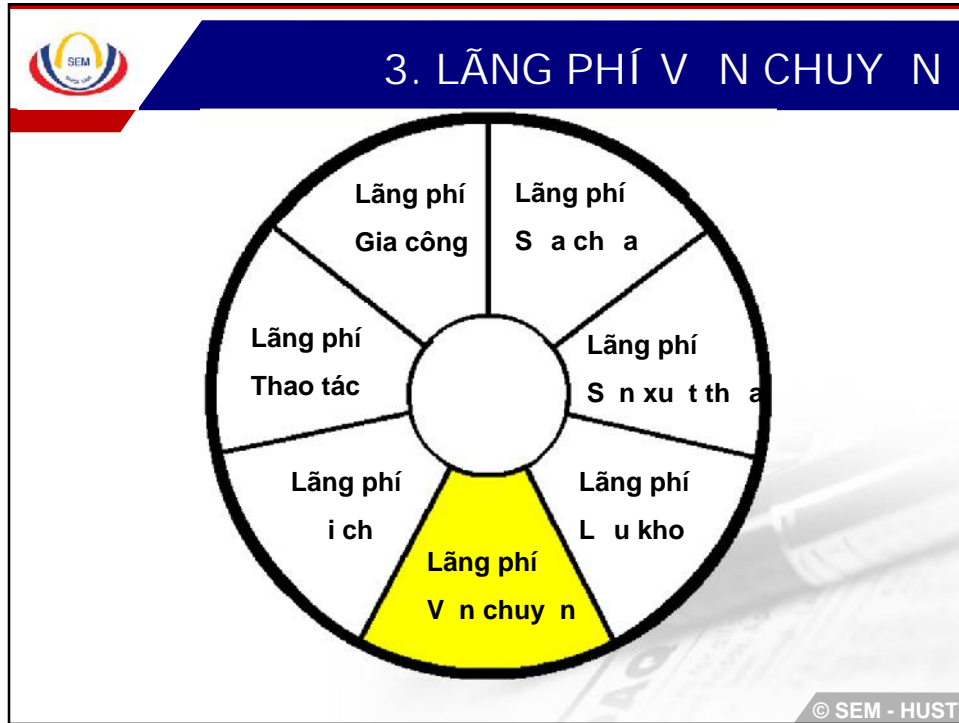 SEM
3. LÃNG PHÍ V N CHUY N
Lãng phí
Gia công
Lãng phí
S a ch a
Lãng phí
Thao tác
Lãng phí
S n xu t th a
Lãng phí
i ch
Lãng phí
L u kho
Lãng phí
V n chuy n
© SEM - HUST